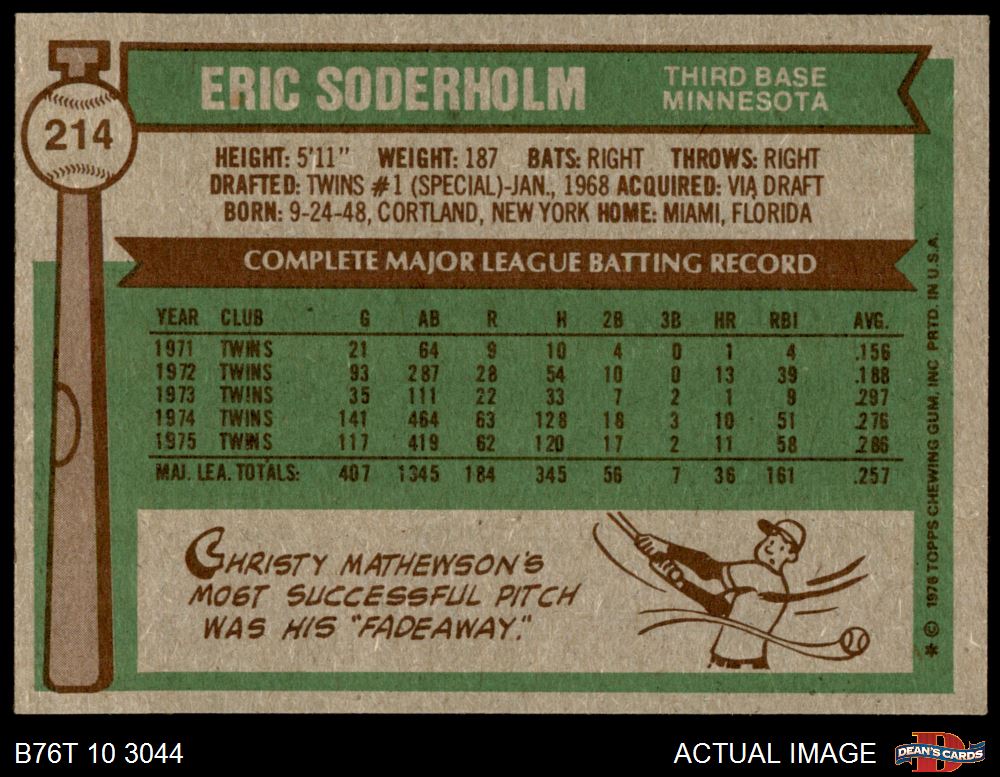 214
ERIC SODERHOLM
THIRD BASE
MINNESOTA
HEIGHT: 5'11" WEIGHT: 187 BATS: RIGHT THROWS: RIGHT
DRAFTED: TWINS #1 (SPECIAL)-JAN., 1968 ACQUIRED: VIA DRAFT
BORN: 9-24-48, CORTLAND, NEW YORK HOME: MIAMI, FLORIDA
COMPLETE MAJOR LEAGUE BATTING RECORD
YEAR CLUB G AB R H 2B 3B HR RBI AVG.
1971 TWINS 21 64 9 10 4 0 1 4 .156
1972 TWINS 93 287 28 54 10 0 13 39 .188
1973 TWINS 35 111 22 33 7 2 1 9 .297
1974 TWINS 141 464 63 128 18 3 10 51 .276
1975 TWINS 117 419 62 120 17 2 11 58 .286
MAJ. LEA. TOTALS: 407 1345 184 345 56 7 36 161 .257
CHRISTY MATHEWSON'S
MOST SUCCESSFUL PITCH
WAS HIS "FADEAWAY."
* © 1976 TOPPS CHEWING GUM, INC PRTD. IN U.S.A.
B76T 10 3044
ACTUAL IMAGE
D
DEAN'S CARDS